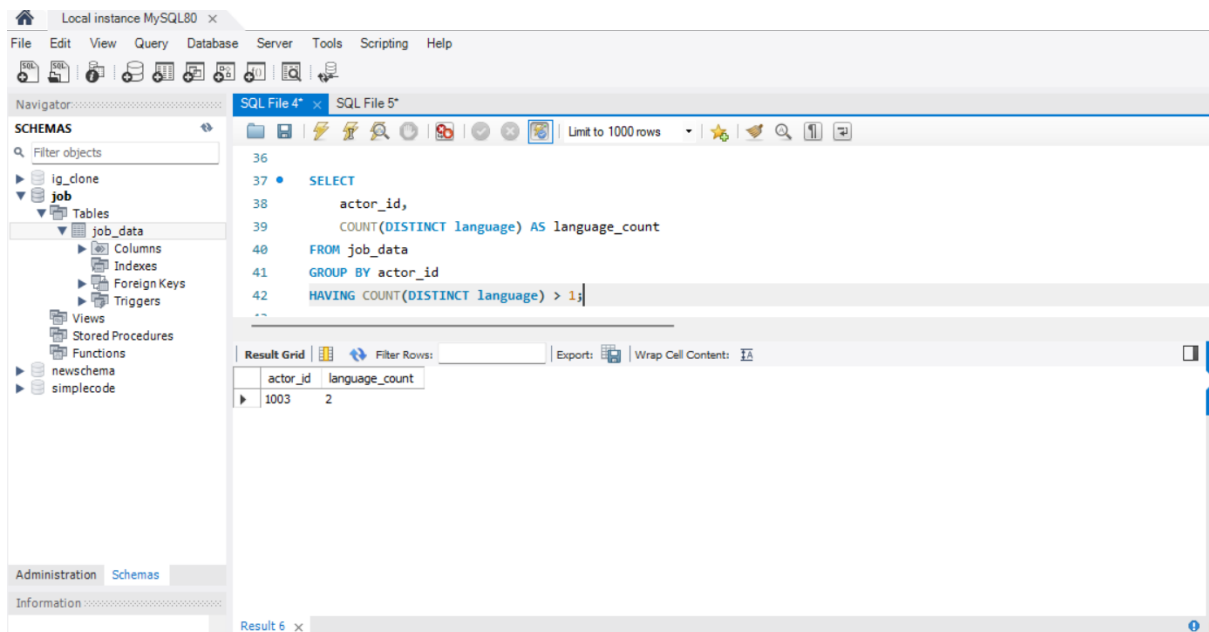 Local instance MySQL80 ×
File Edit View Query Database Server Tools Scripting Help
Navigator
SQL File 4* ×
SQL File 5*
SCHEMAS
Filter objects
ig_clone
job
Tables
job_data
Columns
Indexes
Foreign Keys
Triggers
Views
Stored Procedures
Functions
newschema
simplecode
Administration Schemas
Information
Limit to 1000 rows
36
37 SELECT
38 actor_id,
39 COUNT(DISTINCT language) AS language_count
40 FROM job_data
41 GROUP BY actor_id
42 HAVING COUNT(DISTINCT language) > 1;
Result Grid Filter Rows: Export: Wrap Cell Content: IA
actor_id language_count
1003 2
Result 6 ×